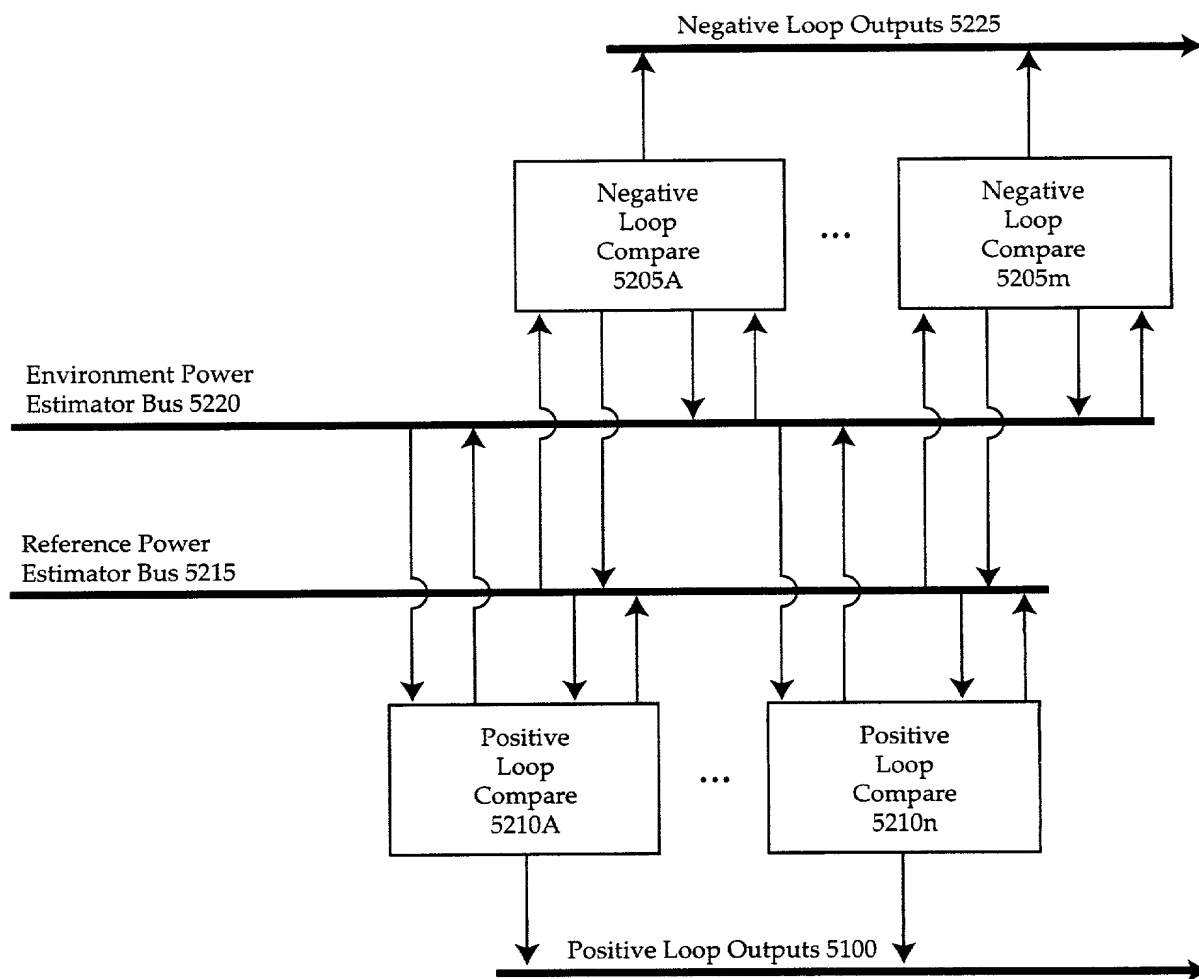 Negative Loop Outputs 5225
Negative
Loop
Compare
5205A
...
Negative
Loop
Compare
5205m
Environment Power
Estimator Bus 5220
Reference Power
Estimator Bus 5215
Positive
Loop
Compare
5210A
...
Positive
Loop
Compare
5210n
Positive Loop Outputs 5100